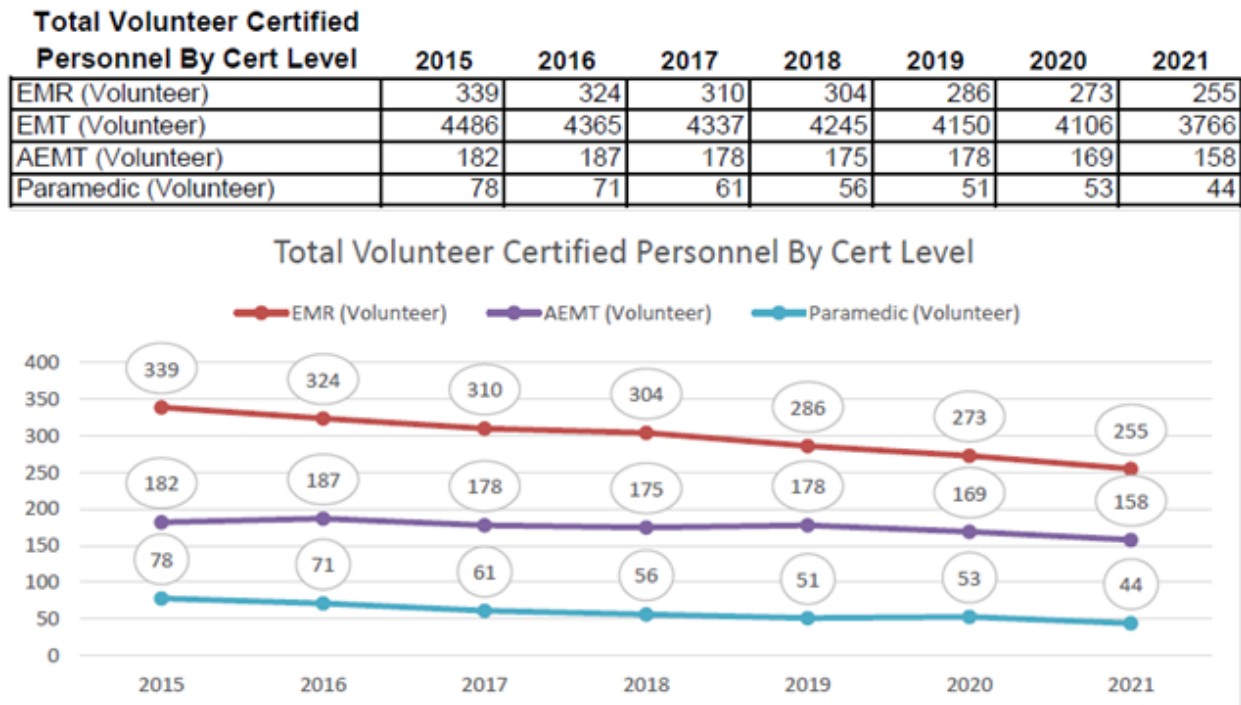 Total Volunteer Certified
Personnel By Cert Level 2015 2016 2017 2018 2019 2020 2021
EMR (Volunteer) 339 324 310 304 286 273 255
EMT (Volunteer) 4486 4365 4337 4245 4150 4106 3766
AEMT (Volunteer) 182 187 178 175 178 169 158
Paramedic (Volunteer) 78 71 61 56 51 53 44
Total Volunteer Certified Personnel By Cert Level
EMR (Volunteer) AEMT (Volunteer) Paramedic (Volunteer)
400
339 324 310 304 286 273 255
350
300
250
182 187 178 175 178 169 158
200
150
78 71 61 56 51 53 44
100
50
0
2015 2016 2017 2018 2019 2020 2021